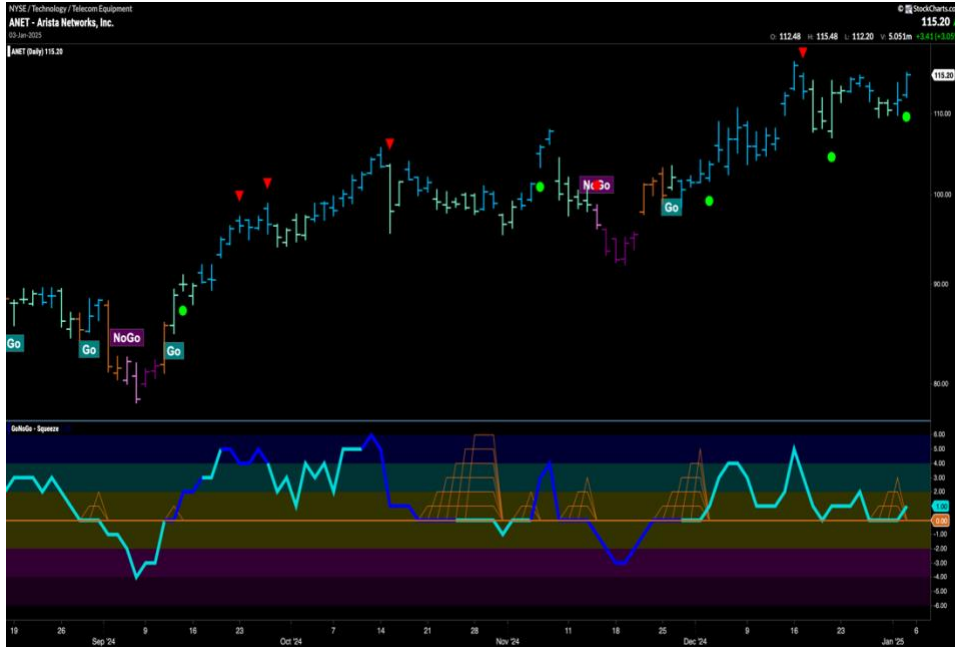 NYSE / Technology / Telecom Equipment
© StockCharts.co
ANET - Arista Networks, Inc.
115.20
03-Jan-2025
O: 112.48 H: 115.48 L: 112.20 V: 5.051m +3.41 (+3.05%
ANET (Daily) 115.20
115.20
110.00
100.00
90.00
80.00
NoGo
Go
Go
Go
NoGo
Go
GoNoGo - Squeeze
6.00
5.00
4.00
3.00
2.00
1.00
0.00
-1.00
-2.00
-3.00
-4.00
-5.00
-6.00
19 26 9 16 23 7 14 21 28 11 18 25 9 16 23 6
Sep '24 Oct '24 Nov '24 Dec '24 Jan '25